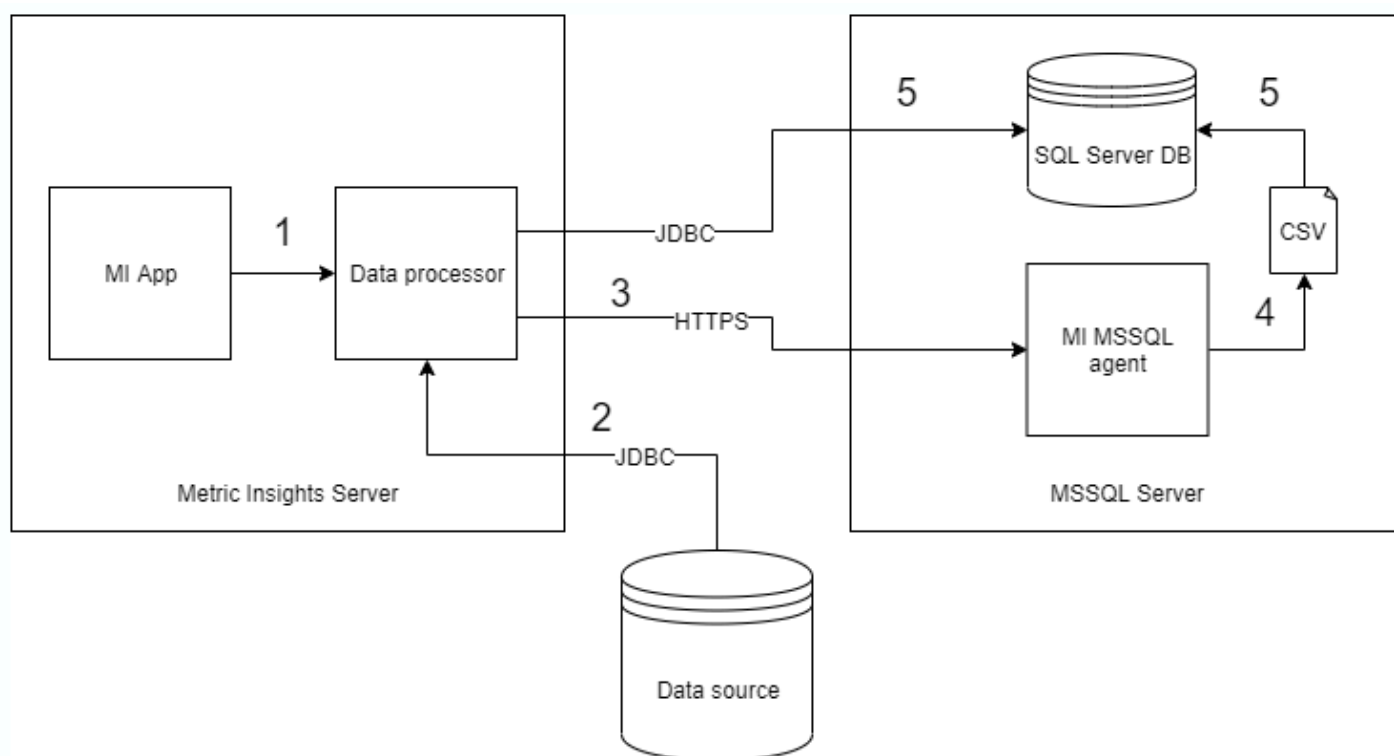 5
5
SQL Server DB
1
JDBC
CSV
MI App
Data processor
3
HTTPS
4
MI MSSQL
agent
2
JDBC
Metric Insights Server
MSSQL Server
Data source